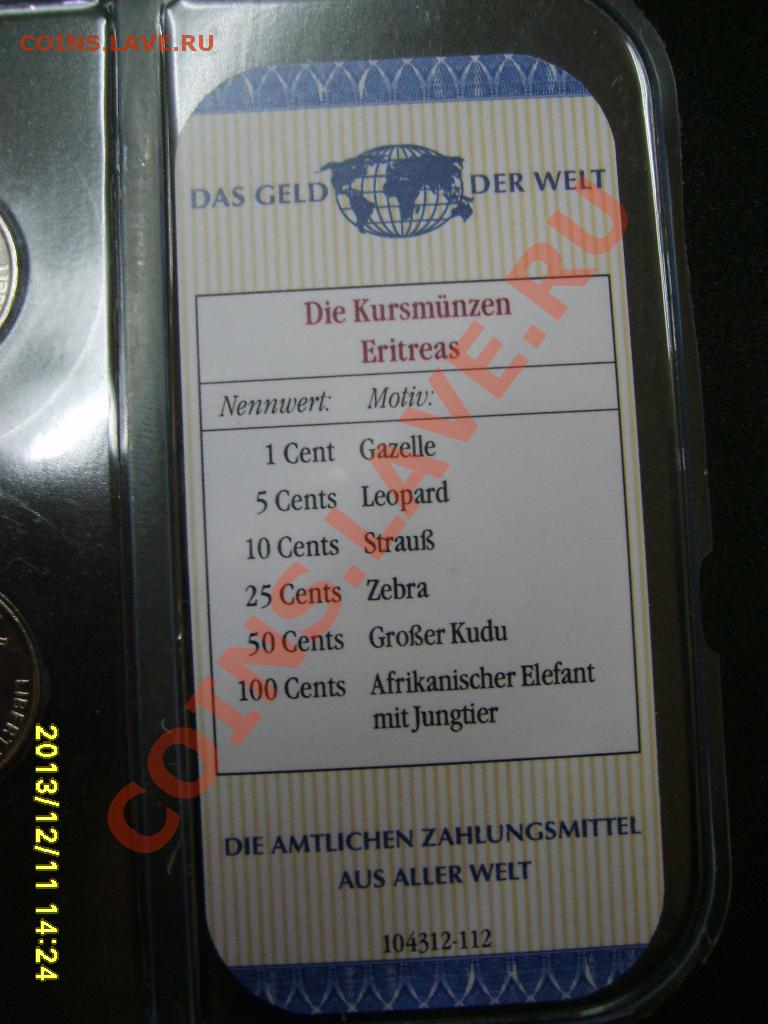 COINS.LAVE.RU
DAS GELD DER WELT
Die Kursmünzen
Eritreas
Nennwert: Motiv:
1 Cent Gazelle
5 Cents Leopard
10 Cents Strauß
25 Cents Zebra
50 Cents Großer Kudu
100 Cents Afrikanischer Elefant
mit Jungtier
DIE AMTLICHEN ZAHLUNGSMITTEL
AUS ALLER WELT
104312-112
COINS.LAVE.RU
2013/12/11 14:24